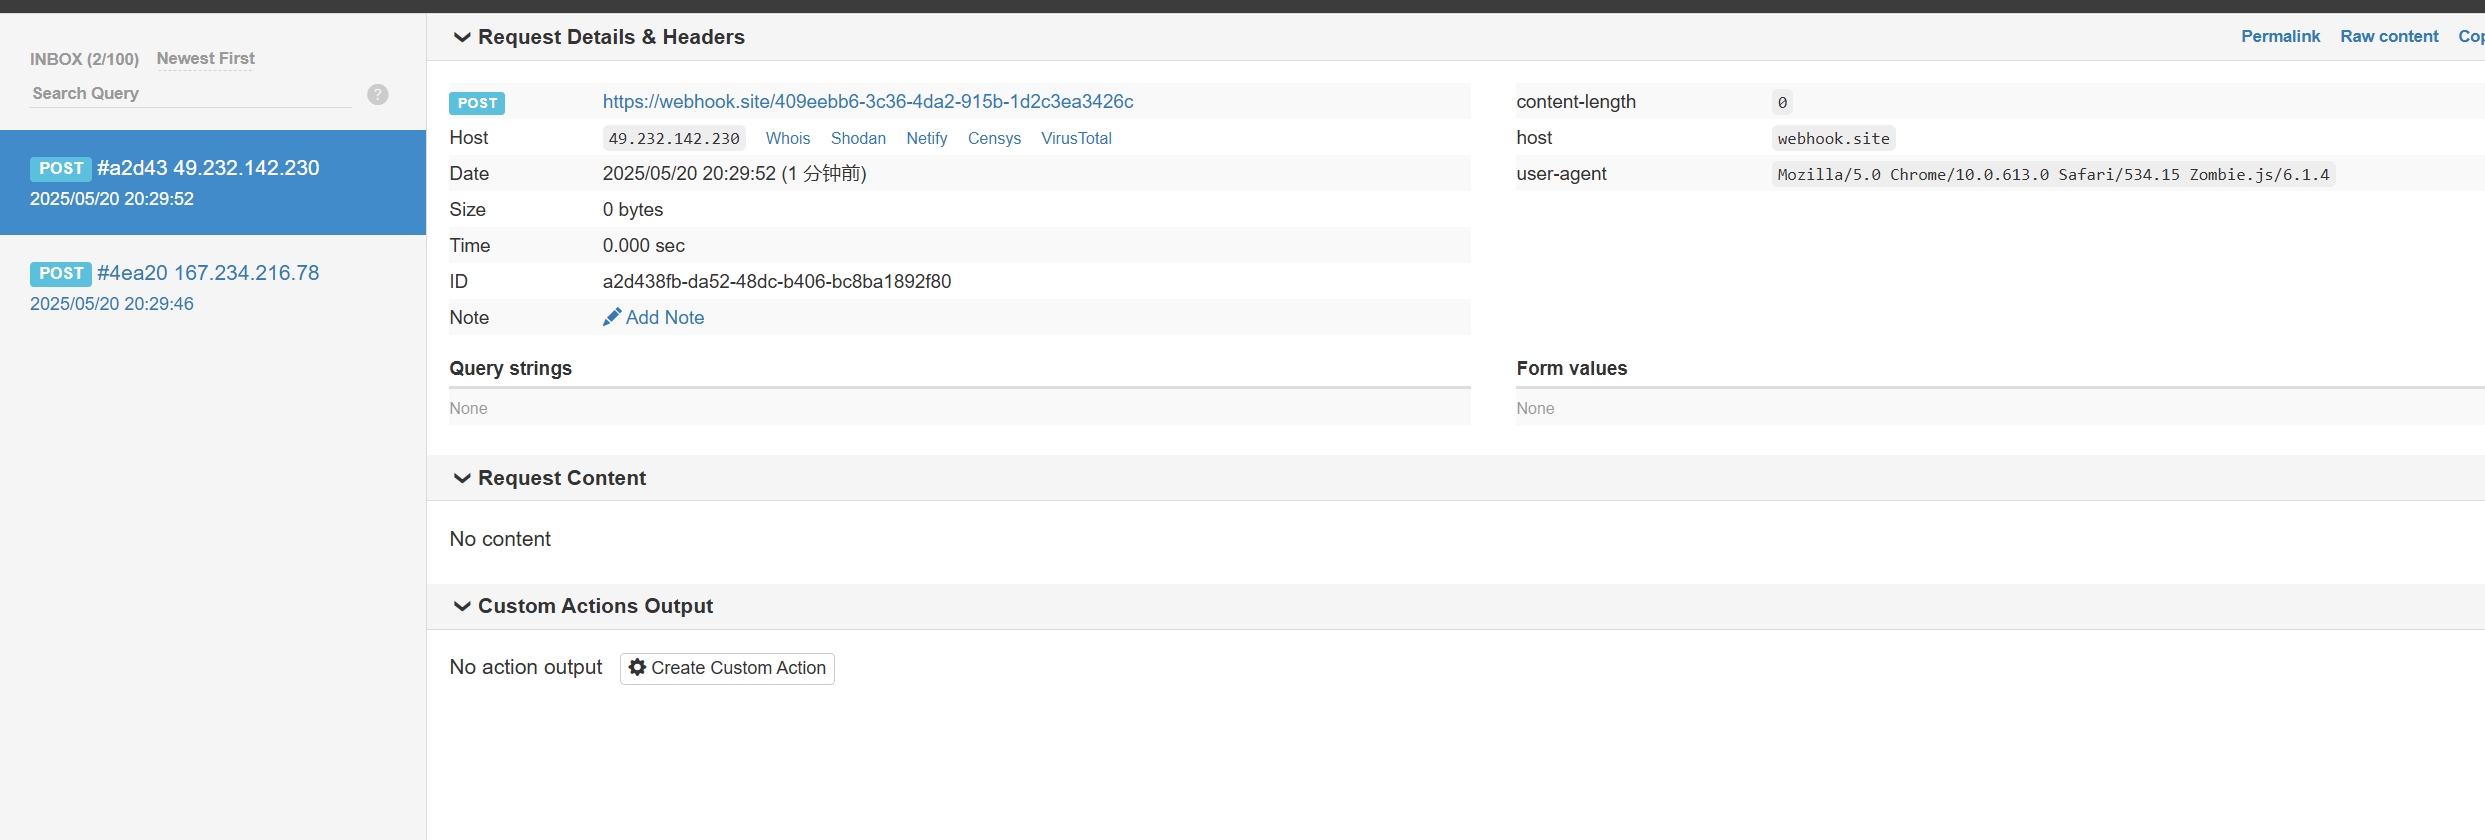 INBOX (2/100) Newest First
Search Query ?
POST #a2d43 49.232.142.230
2025/05/20 20:29:52
POST #4ea20 167.234.216.78
2025/05/20 20:29:46
Request Details & Headers
Permalink Raw content Cop
POST https://webhook.site/409eebb6-3c36-4da2-915b-1d2c3ea3426c
Host 49.232.142.230 Whois Shodan Netify Censys VirusTotal
Date 2025/05/20 20:29:52 (1 分钟前)
Size 0 bytes
Time 0.000 sec
ID a2d438fb-da52-48dc-b406-bc8ba1892f80
Note Add Note
content-length 0
host webhook.site
user-agent Mozilla/5.0 Chrome/10.0.613.0 Safari/534.15 Zombie.js/6.1.4
Query strings
None
Form values
None
Request Content
No content
Custom Actions Output
No action output Create Custom Action